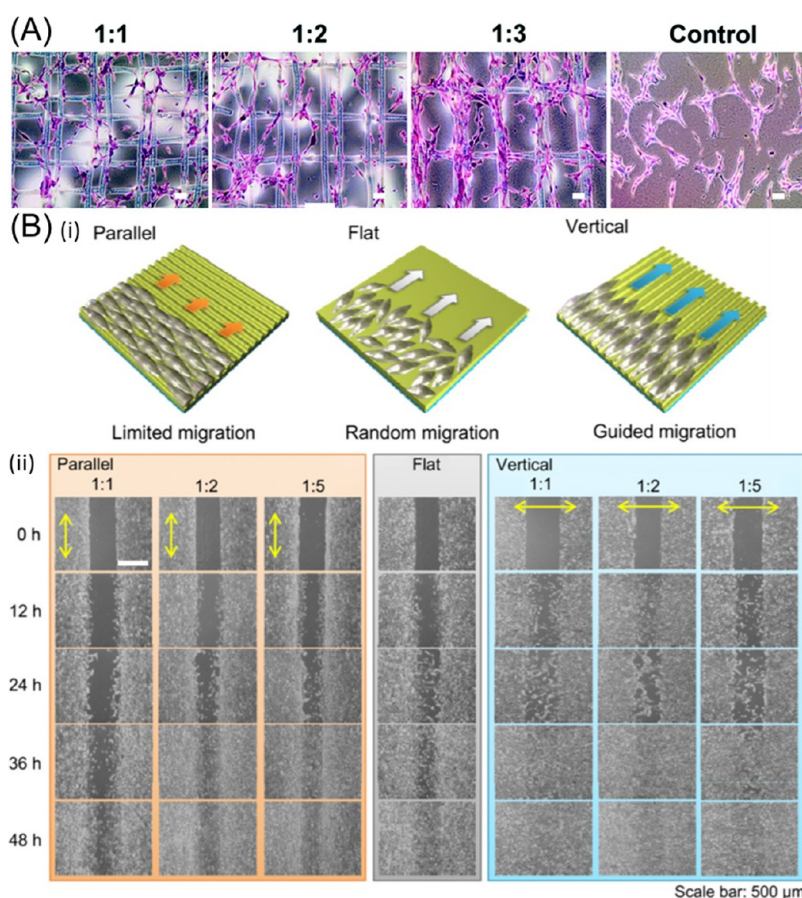 (A) 1:1 1:2 1:3 Control
(B) (i) Parallel Flat Vertical
Limited migration Random migration Guided migration
(ii) Parallel Flat Vertical
1:1 1:2 1:5 1:1 1:2 1:5
0 h
12 h
24 h
36 h
48 h
Scale bar: 500 μm